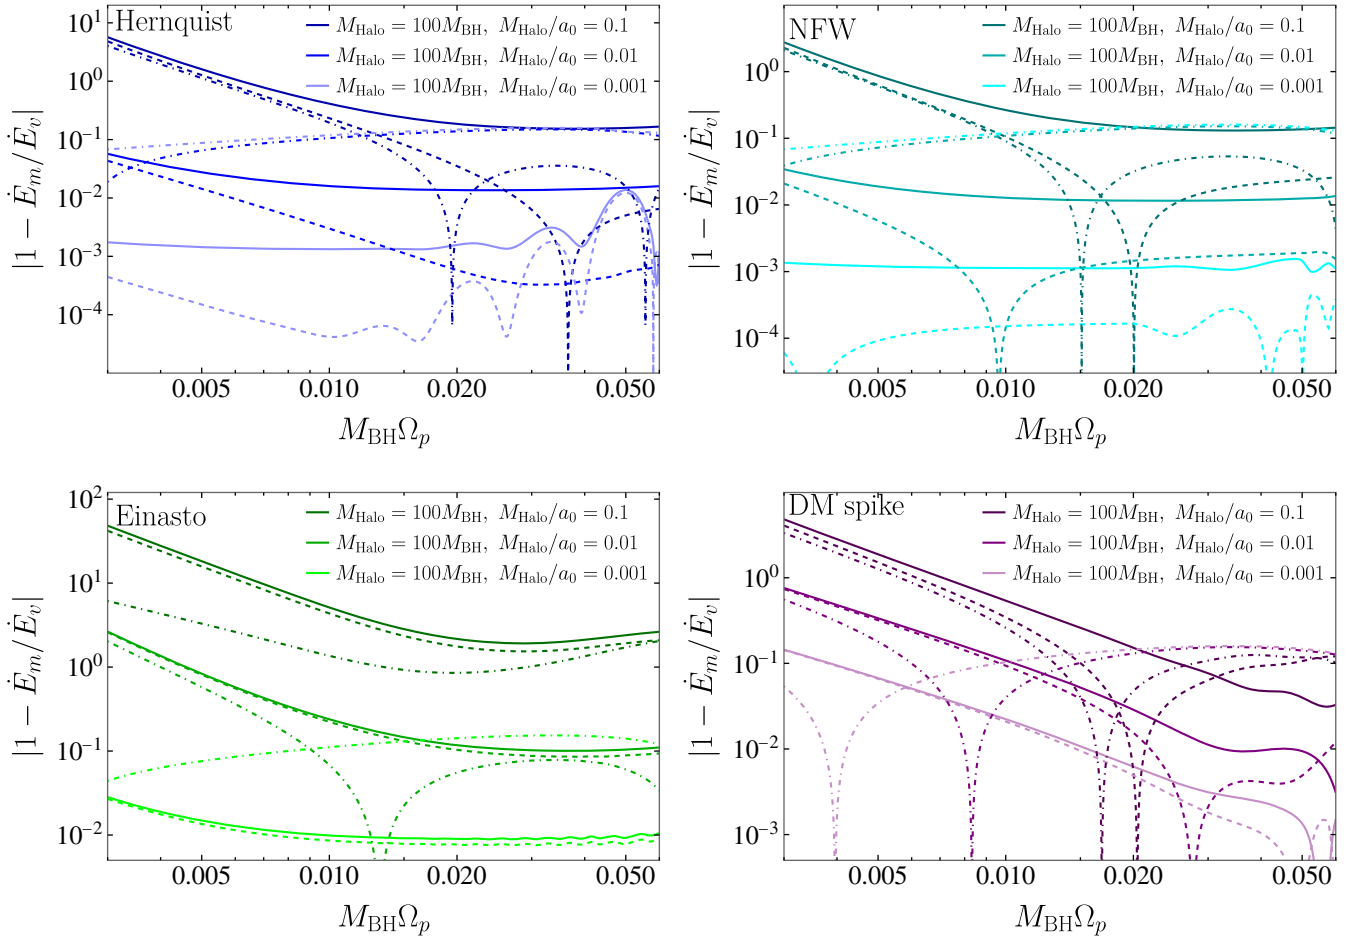 Hernquist
M_Halo = 100M_BH, M_Halo/a_0 = 0.1
M_Halo = 100M_BH, M_Halo/a_0 = 0.01
M_Halo = 100M_BH, M_Halo/a_0 = 0.001
|1 − Ė_m/Ė_v|
10^1
10^0
10^−1
10^−2
10^−3
10^−4
0.005 0.010 0.020 0.050
M_BH Ω_p
NFW
M_Halo = 100M_BH, M_Halo/a_0 = 0.1
M_Halo = 100M_BH, M_Halo/a_0 = 0.01
M_Halo = 100M_BH, M_Halo/a_0 = 0.001
|1 − Ė_m/Ė_v|
10^0
10^−1
10^−2
10^−3
10^−4
0.005 0.010 0.020 0.050
M_BH Ω_p
Einasto
M_Halo = 100M_BH, M_Halo/a_0 = 0.1
M_Halo = 100M_BH, M_Halo/a_0 = 0.01
M_Halo = 100M_BH, M_Halo/a_0 = 0.001
|1 − Ė_m/Ė_v|
10^2
10^1
10^0
10^−1
10^−2
0.005 0.010 0.020 0.050
M_BH Ω_p
DM spike
M_Halo = 100M_BH, M_Halo/a_0 = 0.1
M_Halo = 100M_BH, M_Halo/a_0 = 0.01
M_Halo = 100M_BH, M_Halo/a_0 = 0.001
|1 − Ė_m/Ė_v|
10^0
10^−1
10^−2
10^−3
0.005 0.010 0.020 0.050
M_BH Ω_p